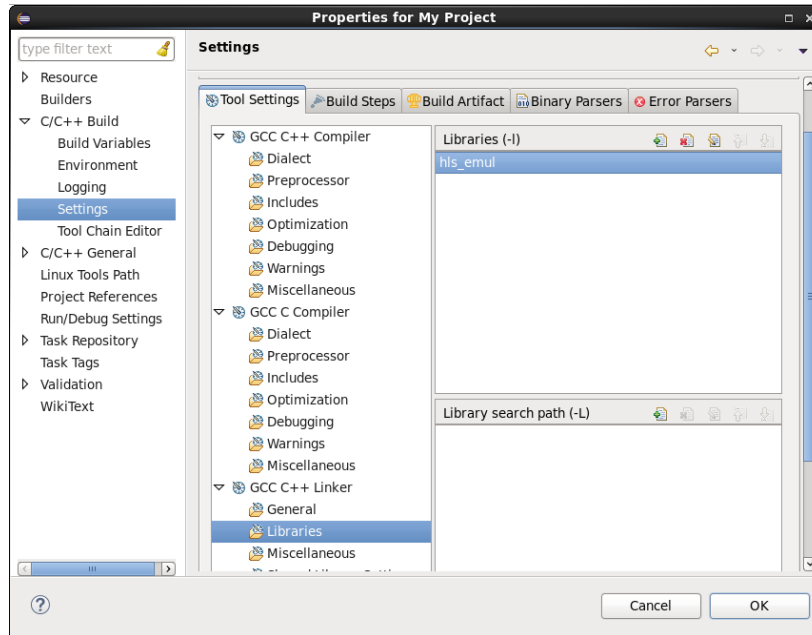 Properties for My Project
type filter text
Resource
Builders
C/C++ Build
Build Variables
Environment
Logging
Settings
Tool Chain Editor
C/C++ General
Linux Tools Path
Project References
Run/Debug Settings
Task Repository
Task Tags
Validation
WikiText
Settings
Tool Settings
Build Steps
Build Artifact
Binary Parsers
Error Parsers
GCC C++ Compiler
Dialect
Preprocessor
Includes
Optimization
Debugging
Warnings
Miscellaneous
GCC C Compiler
Dialect
Preprocessor
Includes
Optimization
Debugging
Warnings
Miscellaneous
GCC C++ Linker
General
Libraries
Miscellaneous
Libraries (-l)
hls_emul
Library search path (-L)
Cancel
OK